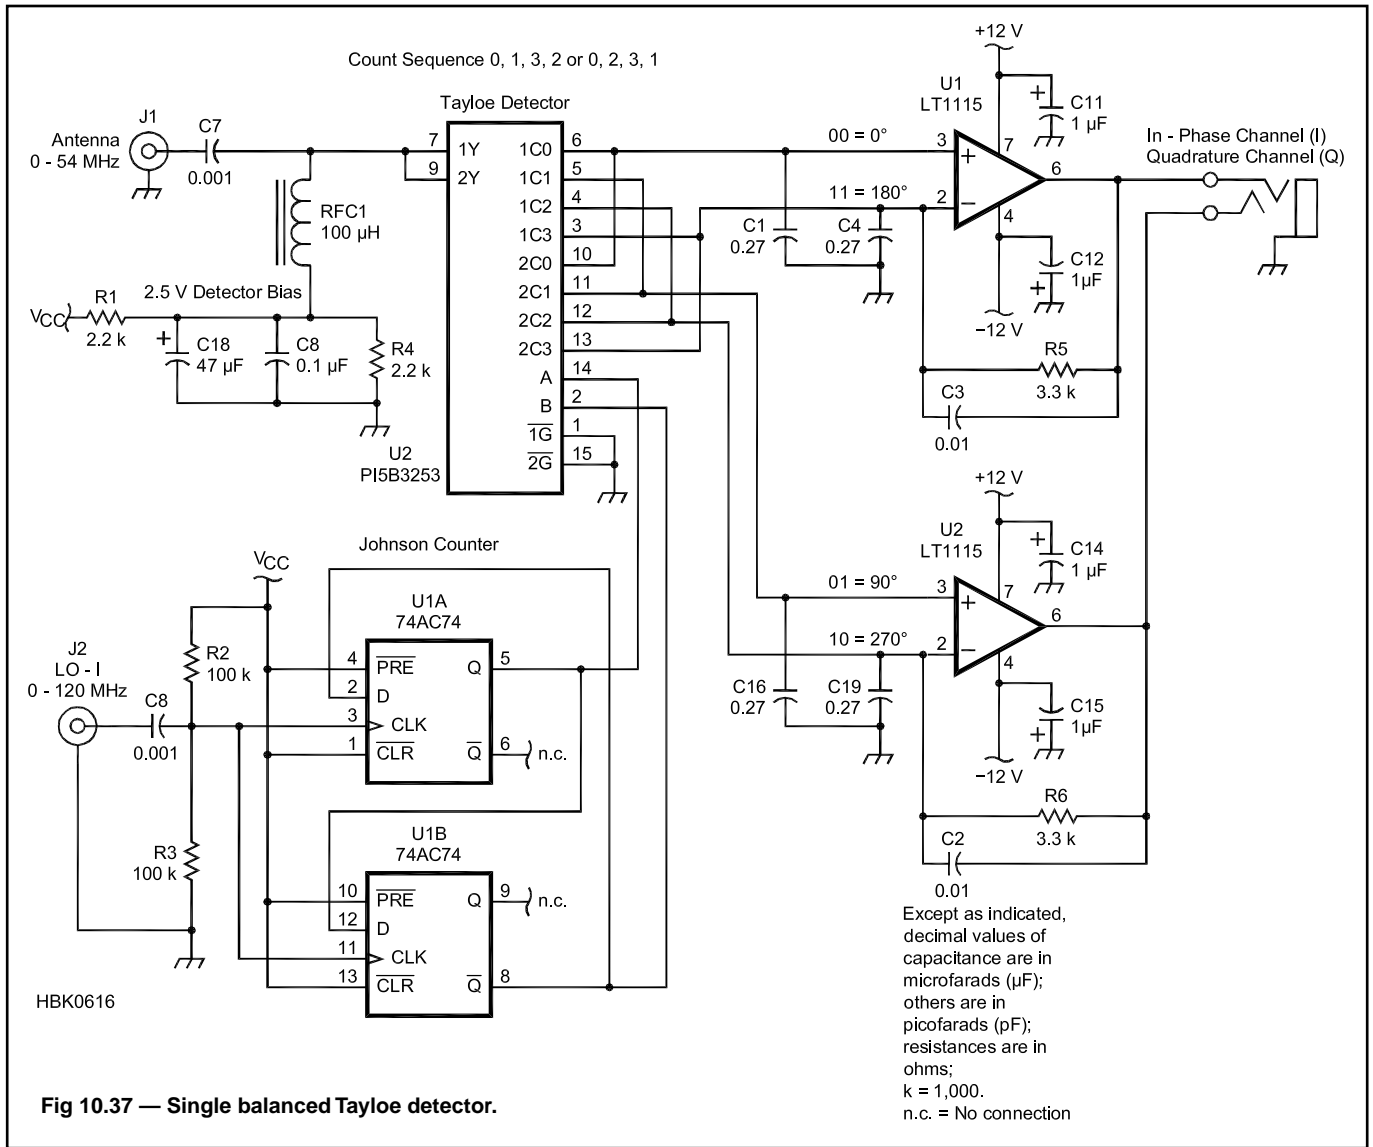 Count Sequence 0, 1, 3, 2 or 0, 2, 3, 1
Tayloe Detector
J1
Antenna
0 - 54 MHz
C7
0.001
RFC1
100 µH
2.5 V Detector Bias
VCC
R1
2.2 k
+
C18
47 µF
C8
0.1 µF
R4
2.2 k
U2
PI5B3253
7 1Y
9 2Y
1C0 6
1C1 5
1C2 4
1C3 3
2C0 10
2C1 11
2C2 12
2C3 13
A 14
B 2
1G 1
2G 15
00 = 0°
11 = 180°
C1
0.27
C4
0.27
+12 V
U1
LT1115
+
C11
1 µF
3 +
2 –
7
6
4
C12
1µF
+
–12 V
R5
3.3 k
C3
0.01
In - Phase Channel (I)
Quadrature Channel (Q)
+12 V
U2
LT1115
+
C14
1 µF
01 = 90°
10 = 270°
3 +
2 –
7
6
4
C16
0.27
C19
0.27
C15
1µF
+
–12 V
R6
3.3 k
C2
0.01
Johnson Counter
VCC
J2
LO - I
0 - 120 MHz
C8
0.001
R2
100 k
R3
100 k
U1A
74AC74
4 PRE Q 5
2 D
3 CLK
1 CLR Q 6 n.c.
U1B
74AC74
10 PRE Q 9 n.c.
12 D
11 CLK
13 CLR Q 8
HBK0616
Except as indicated,
decimal values of
capacitance are in
microfarads (µF);
others are in
picofarads (pF);
resistances are in
ohms;
k = 1,000.
n.c. = No connection
Fig 10.37 — Single balanced Tayloe detector.